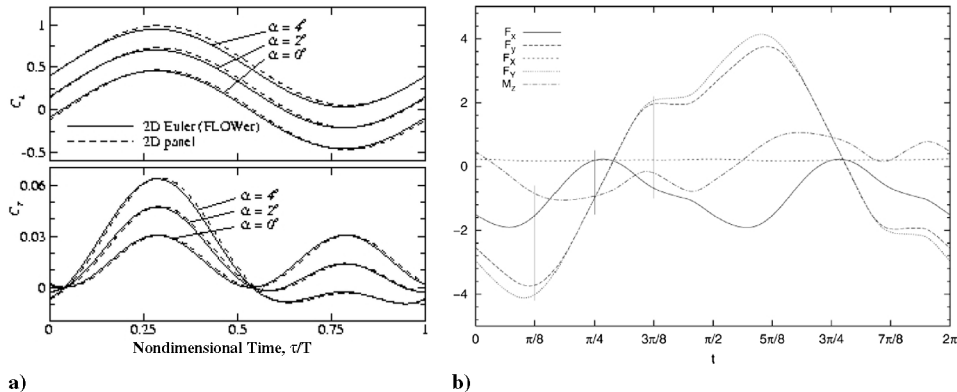 1
0.5
0
-0.5
C_L
α = 4°
α = 2°
α = 0°
2D Euler (FLOWer)
2D panel
0.06
0.03
0
C_T
α = 4°
α = 2°
α = 0°
0
0.25
0.5
0.75
1
Nondimensional Time, τ/T
a)
4
2
0
-2
-4
F_x
F_y
F_X
F_Y
M_z
0
π/8
π/4
3π/8
π/2
5π/8
3π/4
7π/8
2π
t
b)